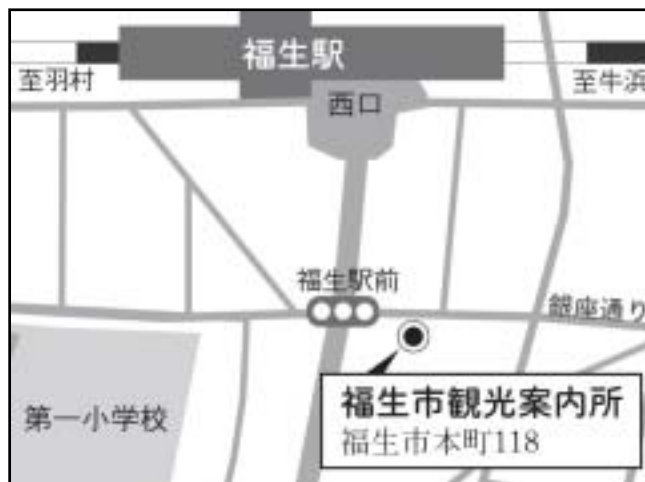 福生駅
至羽村
至牛浜
西口
福生駅前
銀座通り
福生市観光案内所
福生市本町118
第一小学校